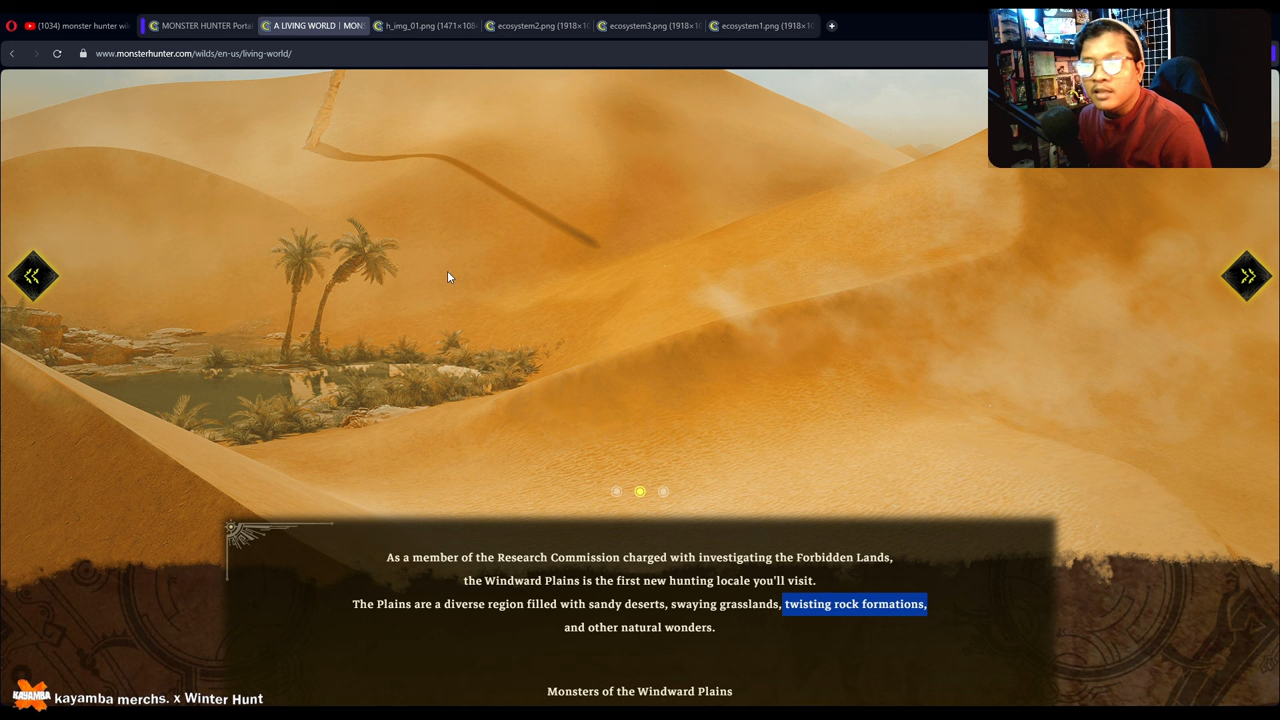 (1034) monster hunter wil
MONSTER HUNTER Porta
A LIVING WORLD | MON
h_img_01.png (1471×108
ecosystem2.png (1918×1
ecosystem3.png (1918×1
ecosystem1.png (1918×1
www.monsterhunter.com/wilds/en-us/living-world/
As a member of the Research Commission charged with investigating the Forbidden Lands,
the Windward Plains is the first new hunting locale you'll visit.
The Plains are a diverse region filled with sandy deserts, swaying grasslands, twisting rock formations,
and other natural wonders.
Monsters of the Windward Plains
KAYAMBA
kayamba merchs. x Winter Hunt